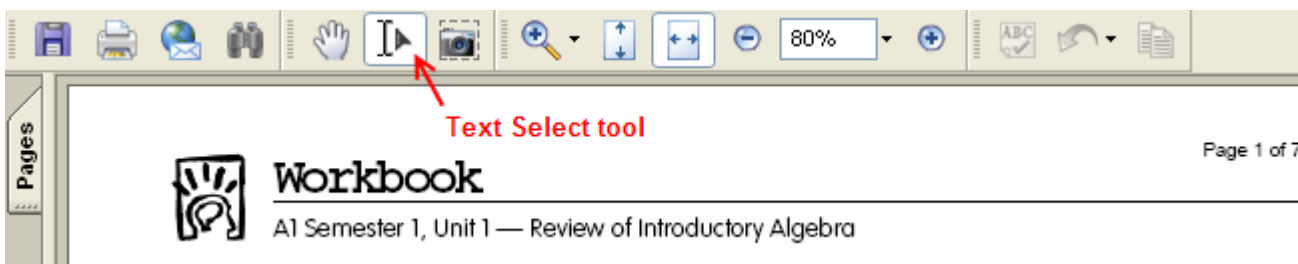 80%
ABC
Text Select tool
Pages
Page 1 of 7
Workbook
A1 Semester 1, Unit 1 — Review of Introductory Algebra